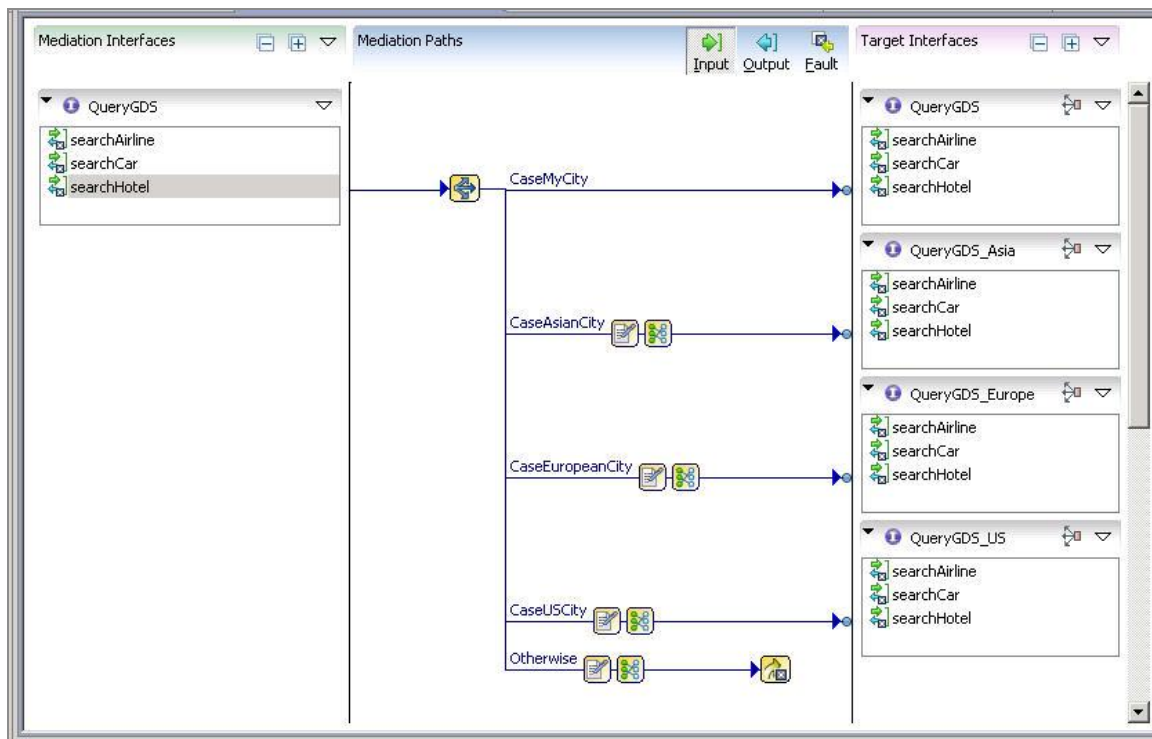 Mediation Interfaces
Mediation Paths
Input
Output
Fault
Target Interfaces
QueryGDS
searchAirline
searchCar
searchHotel
CaseMyCity
CaseAsianCity
CaseEuropeanCity
CaseUSCity
Otherwise
QueryGDS
searchAirline
searchCar
searchHotel
QueryGDS_Asia
searchAirline
searchCar
searchHotel
QueryGDS_Europe
searchAirline
searchCar
searchHotel
QueryGDS_US
searchAirline
searchCar
searchHotel